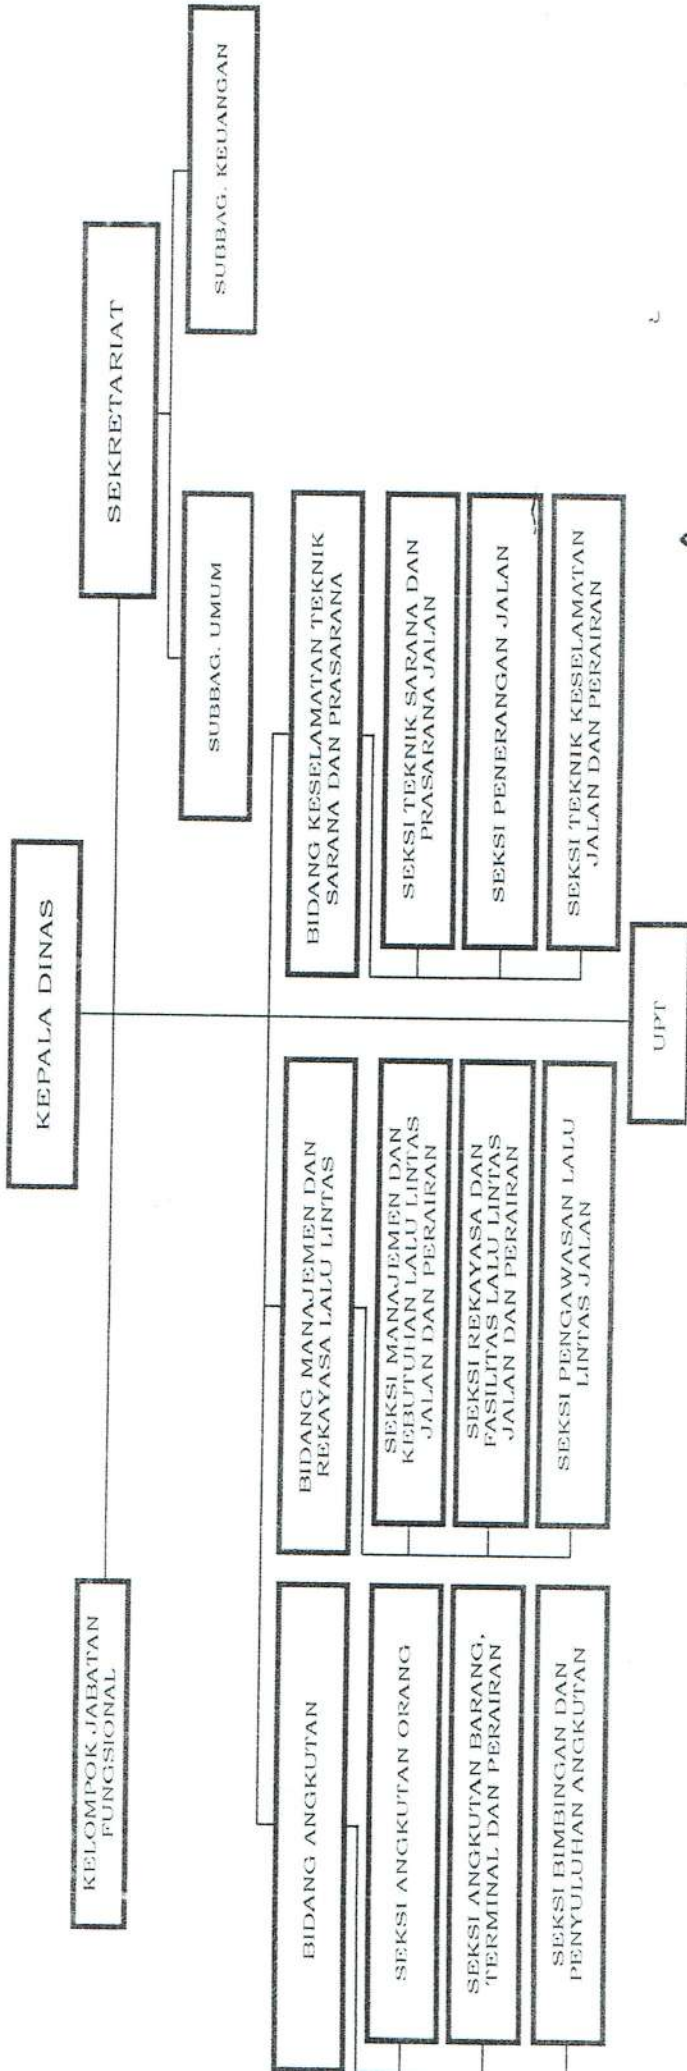 KEPALA DINAS
KELOMPOK JABATAN
FUNGSIONAL
SEKRETARIAT
SUBBAG. UMUM
SUBBAG. KEUANGAN
BIDANG ANGKUTAN
SEKSI ANGKUTAN ORANG
SEKSI ANGKUTAN BARANG,
TERMINAL DAN PERAIRAN
SEKSI BIMBINGAN DAN
PENYULUHAN ANGKUTAN
BIDANG MANAJEMEN DAN
REKAYASA LALU LINTAS
SEKSI MANAJEMEN DAN
KEBUTUHAN LALU LINTAS
JALAN DAN PERAIRAN
SEKSI REKAYASA DAN
FASILITAS LALU LINTAS
JALAN DAN PERAIRAN
SEKSI PENGAWASAN LALU
LINTAS JALAN
BIDANG KESELAMATAN TEKNIK
SARANA DAN PRASARANA
SEKSI TEKNIK SARANA DAN
PRASARANA JALAN
SEKSI PENERANGAN JALAN
SEKSI TEKNIK KESELAMATAN
JALAN DAN PERAIRAN
UPT